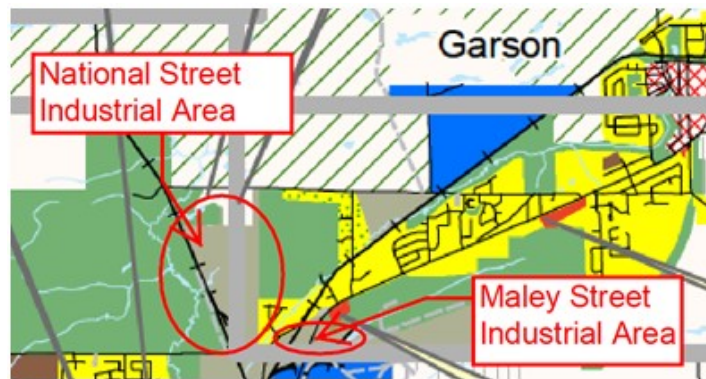 Garson
National Street
Industrial Area
Maley Street
Industrial Area